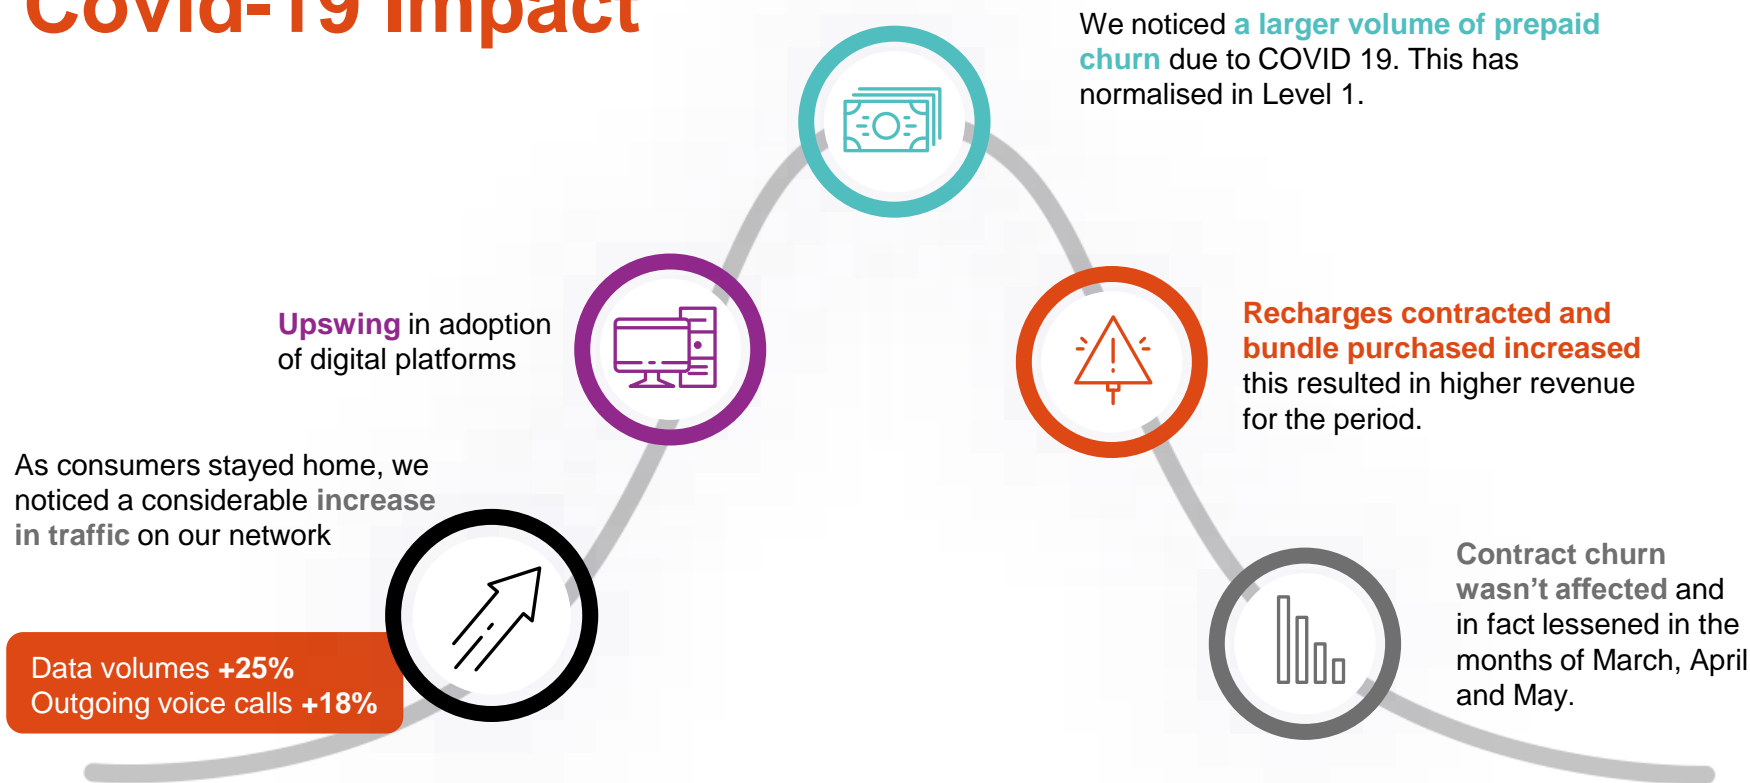 Covid-19 Impact
We noticed a larger volume of prepaid
churn due to COVID 19. This has
normalised in Level 1.
Upswing in adoption
of digital platforms
Recharges contracted and
bundle purchased increased
this resulted in higher revenue
for the period.
As consumers stayed home, we
noticed a considerable increase
in traffic on our network
Data volumes +25%
Outgoing voice calls +18%
Contract churn
wasn’t affected and
in fact lessened in the
months of March, April
and May.